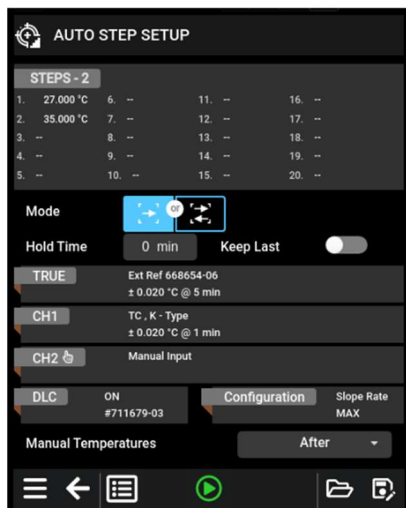 AUTO STEP SETUP
STEPS - 2
1. 27.000 °C 6. -- 11. -- 16. --
2. 35.000 °C 7. -- 12. -- 17. --
3. -- 8. -- 13. -- 18. --
4. -- 9. -- 14. -- 19. --
5. -- 10. -- 15. -- 20. --
Mode or
Hold Time 0 min Keep Last
TRUE Ext Ref 668654-06
± 0.020 °C @ 5 min
CH1 TC , K - Type
± 0.020 °C @ 1 min
CH2 Manual Input
DLC ON Configuration Slope Rate
#711679-03 MAX
Manual Temperatures After